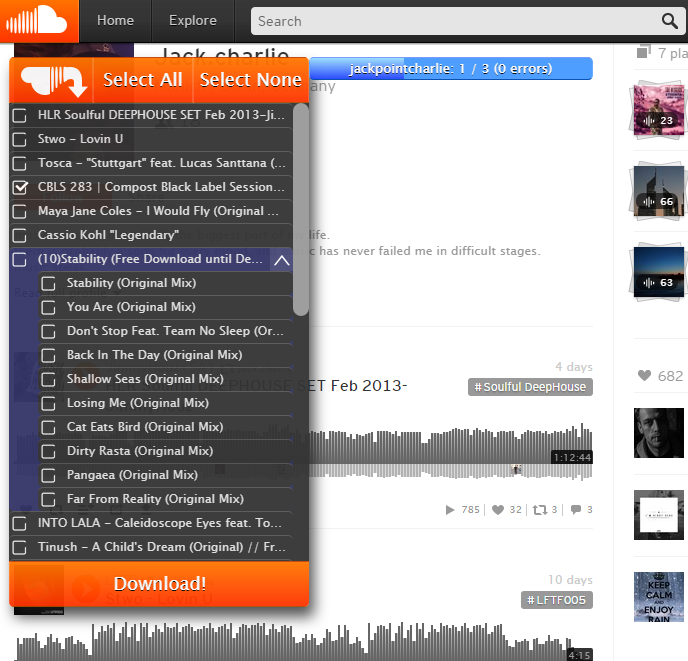 Home
Explore
Search
Jack.charlie
7 pla
Select All
Select None
jackpointcharlie: 1 / 3 (0 errors)
any
HLR Soulful DEEPHOUSE SET Feb 2013-Ji...
Stwo - Lovin U
Tosca - "Stuttgart" feat. Lucas Santtana (...
CBLS 283 | Compost Black Label Session...
Maya Jane Coles - I Would Fly (Original ...
Cassio Kohl "Legendary"
life.
(10)Stability (Free Download until De...
c has never failed me in difficult stages.
Stability (Original Mix)
You Are (Original Mix)
Don't Stop Feat. Team No Sleep (Or...
Back In The Day (Original Mix)
Shallow Seas (Original Mix)
Losing Me (Original Mix)
Cat Eats Bird (Original Mix)
Dirty Rasta (Original Mix)
Pangaea (Original Mix)
Far From Reality (Original Mix)
INTO LALA - Caleidoscope Eyes feat. To...
Tinush - A Child's Dream (Original) // Fr...
Download!
Stwo - Lovin U
4 days
SET Feb 2013-
# Soulful DeepHouse
1:12:44
785
32
3
3
10 days
# LFTF005
4:15
23
66
63
682
KEEP
CALM
AND
ENJOY
RAIN